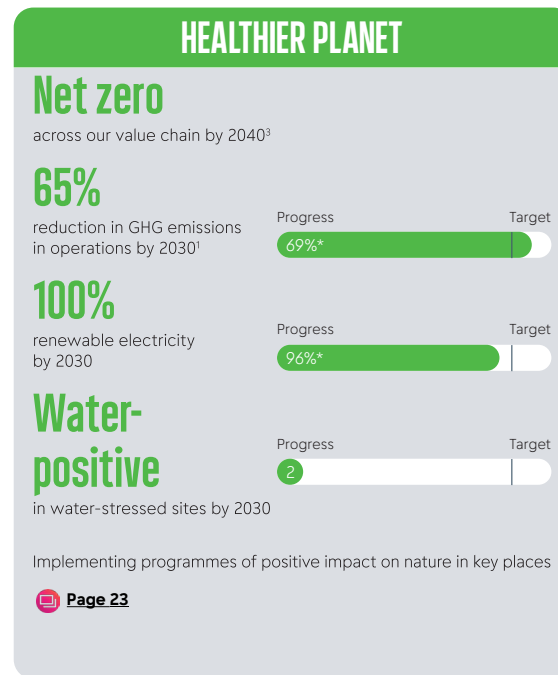 HEALTHIER PLANET
Net zero
across our value chain by 2040³
65%
reduction in GHG emissions
in operations by 2030¹
Progress Target
69%*
100%
renewable electricity
by 2030
Progress Target
96%*
Water-
positive
in water-stressed sites by 2030
Progress Target
2
Implementing programmes of positive impact on nature in key places
Page 23